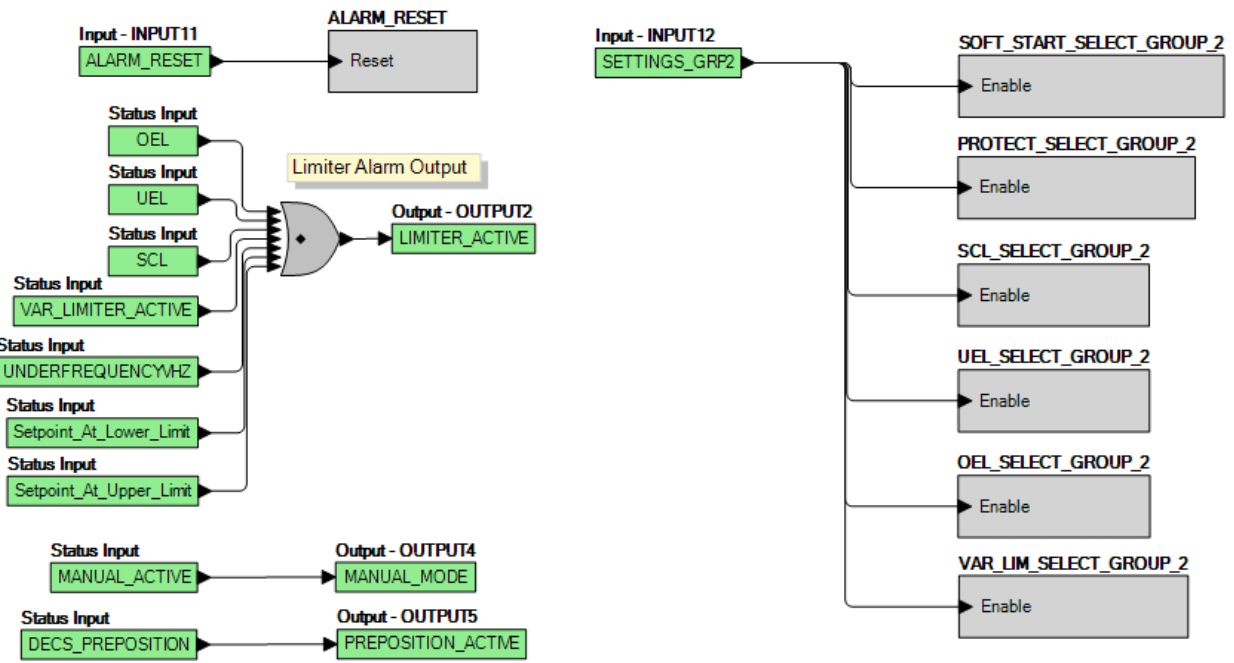 Input - INPUT11
ALARM_RESET
ALARM_RESET
Reset
Status Input
OEL
Status Input
UEL
Status Input
SCL
Status Input
VAR_LIMITER_ACTIVE
Status Input
UNDERFREQUENCYVHZ
Status Input
Setpoint_At_Lower_Limit
Status Input
Setpoint_At_Upper_Limit
Limiter Alarm Output
Output - OUTPUT2
LIMITER_ACTIVE
Status Input
MANUAL_ACTIVE
Output - OUTPUT4
MANUAL_MODE
Status Input
DECS_PREPOSITION
Output - OUTPUT5
PREPOSITION_ACTIVE
Input - INPUT12
SETTINGS_GRP2
SOFT_START_SELECT_GROUP_2
Enable
PROTECT_SELECT_GROUP_2
Enable
SCL_SELECT_GROUP_2
Enable
UEL_SELECT_GROUP_2
Enable
OEL_SELECT_GROUP_2
Enable
VAR_LIM_SELECT_GROUP_2
Enable